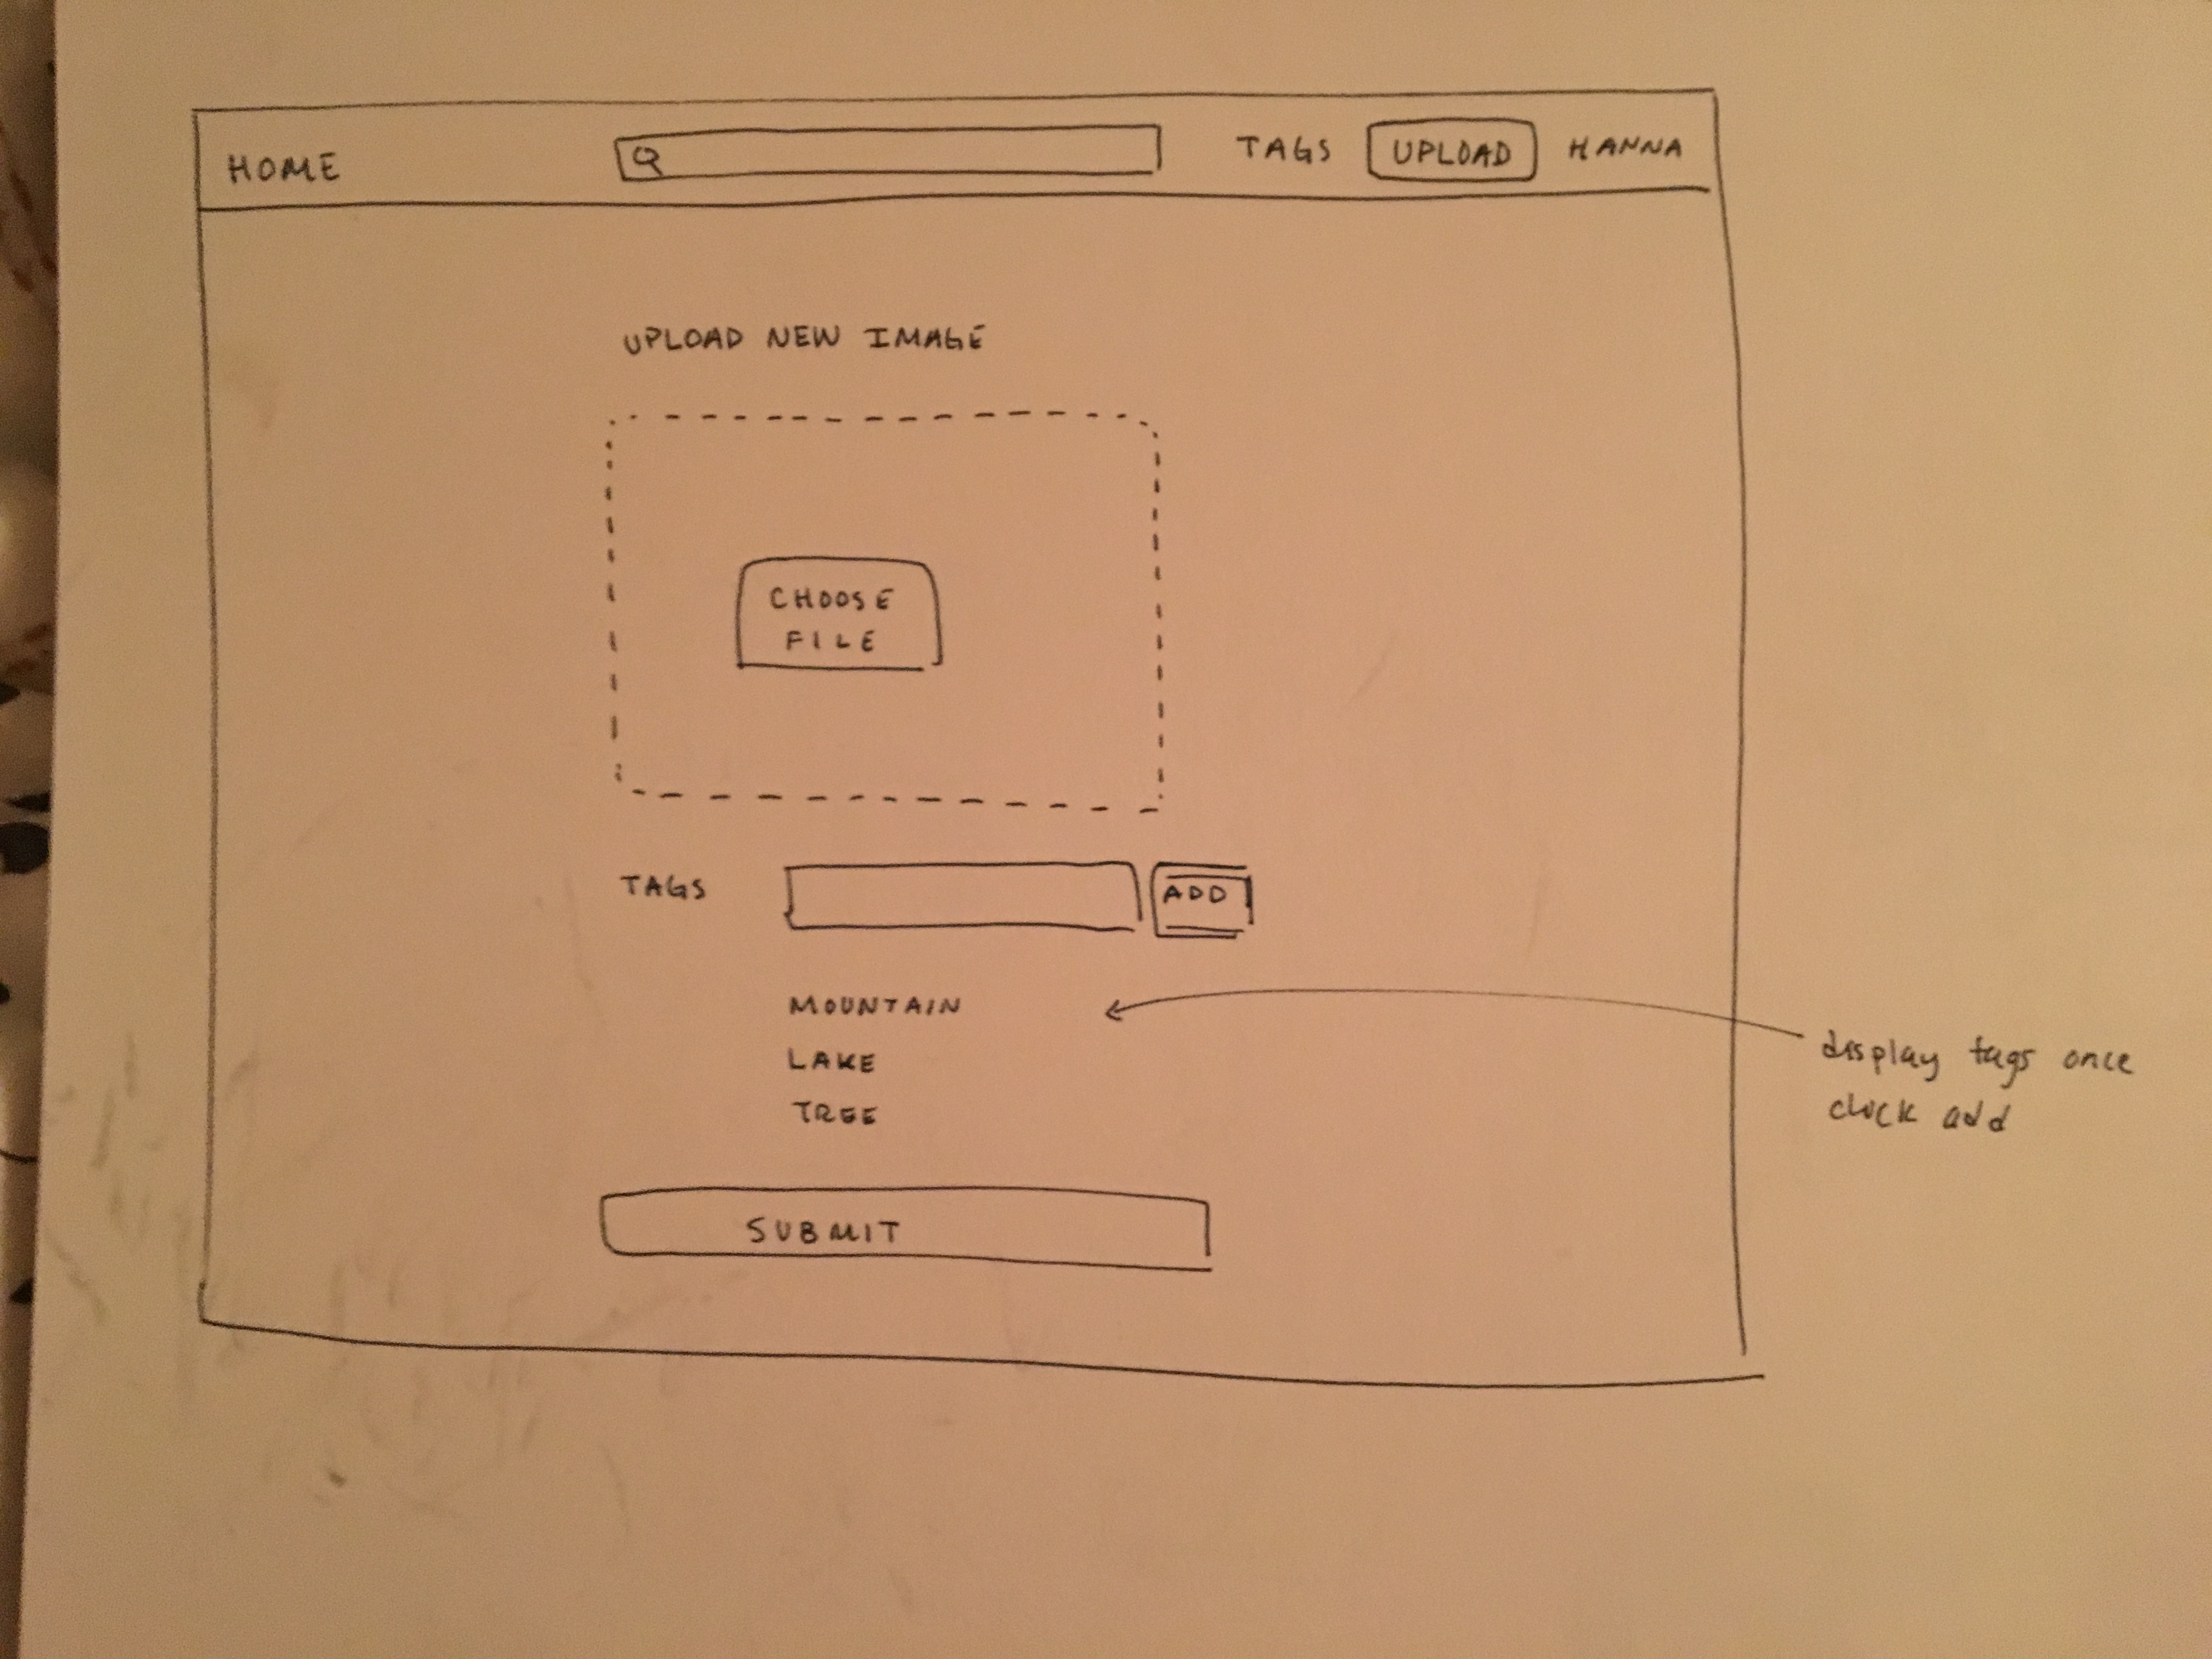 HOME
TAGS UPLOAD HANNA
UPLOAD NEW IMAGE
CHOOSE
FILE
TAGS ADD
MOUNTAIN
LAKE
TREE
display tags once
click add
SUBMIT